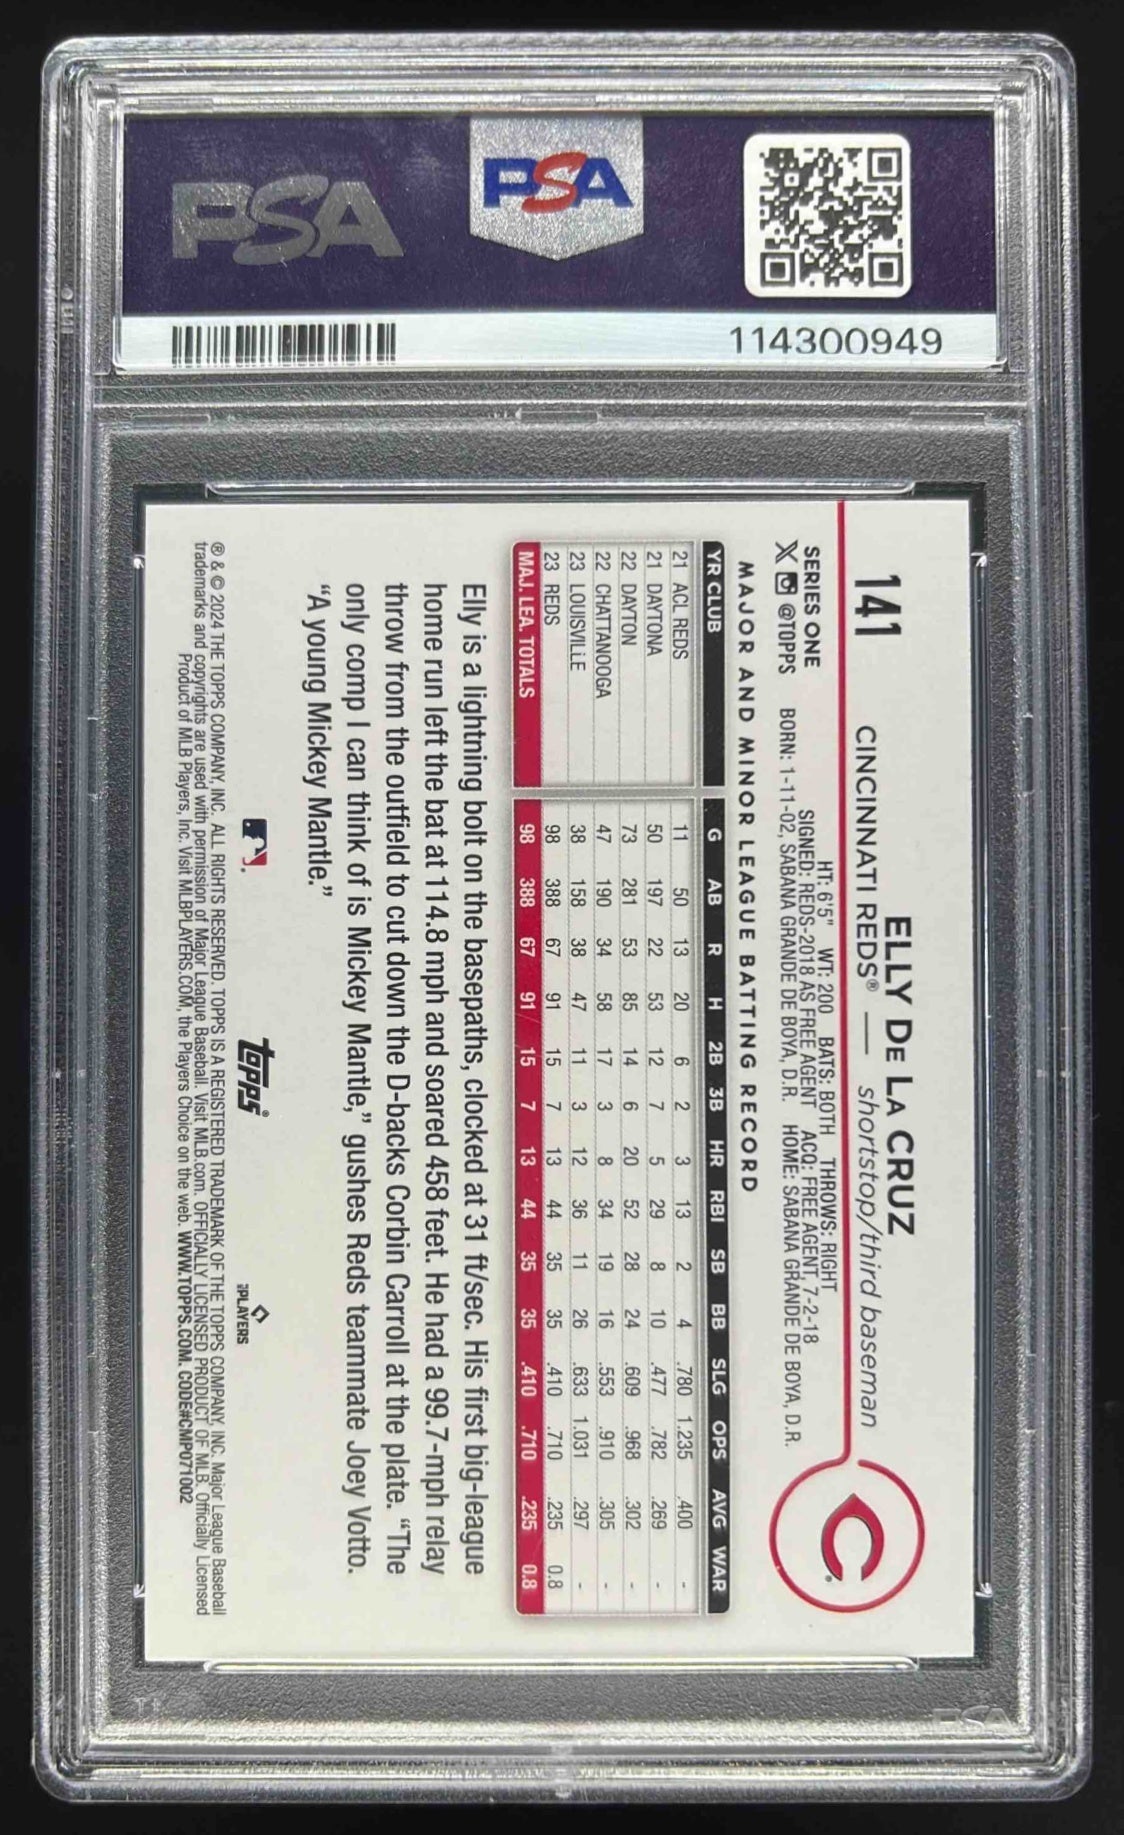 PSA
PSA
114300949
141
ELLY De LA CRUZ
CINCINNATI REDS® — shortstop/third baseman
SERIES ONE
HT: 6'5" WT: 200 BATS: BOTH THROWS: RIGHT
SIGNED: REDS-2018 AS FREE AGENT ACQ: FREE AGENT, 7-2-18
X @TOPPS BORN: 1-11-02, SABANA GRANDE DE BOYA, D.R. HOME: SABANA GRANDE DE BOYA, D.R.
C
MAJOR AND MINOR LEAGUE BATTING RECORD
YR CLUB G AB R H 2B 3B HR RBI SB BB SLG OPS AVG WAR
21 ACL REDS 11 50 13 20 6 2 3 13 2 4 .780 1.235 .400 -
21 DAYTONA 50 197 22 53 12 7 5 29 8 10 .477 .782 .269 -
22 DAYTON 73 281 53 85 14 6 20 52 28 24 .609 .968 .302 -
22 CHATTANOOGA 47 190 34 58 17 3 8 34 19 16 .553 .910 .305 -
23 LOUISVILLE 38 158 38 47 11 3 12 36 11 26 .633 1.031 .297 -
23 REDS 98 388 67 91 15 7 13 44 35 35 .410 .710 .235 0.8
MAJ. LEA. TOTALS 98 388 67 91 15 7 13 44 35 35 .410 .710 .235 0.8
Elly is a lightning bolt on the basepaths, clocked at 31 ft/sec. His first big-league
home run left the bat at 114.8 mph and soared 458 feet. He had a 99.7-mph relay
throw from the outfield to cut down the D-backs Corbin Carroll at the plate. “The
only comp I can think of is Mickey Mantle,” gushes Reds teammate Joey Votto.
“A young Mickey Mantle.”
topps®
PLAYERS
® & © 2024 THE TOPPS COMPANY, INC. ALL RIGHTS RESERVED. TOPPS IS A REGISTERED TRADEMARK OF THE TOPPS COMPANY, INC. Major League Baseball
trademarks and copyrights are used with permission of Major League Baseball. Visit MLB.com. OFFICIALLY LICENSED PRODUCT OF MLB. Officially Licensed
Product of MLB Players, Inc. Visit MLBPLAYERS.COM, the Players Choice on the web. WWW.TOPPS.COM. CODE#CMP071002
PSA